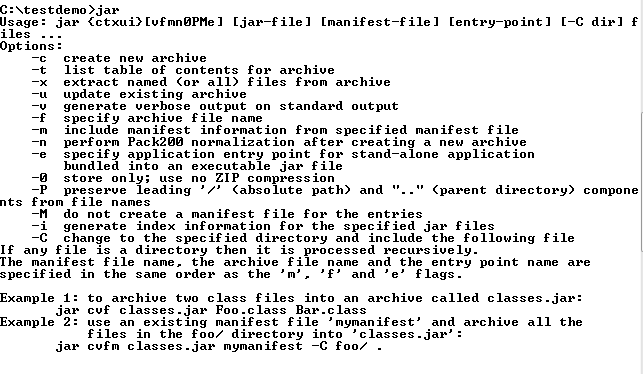 C:\testdemo>jar
Usage: jar {ctxui}[vfmn0PMe] [jar-file] [manifest-file] [entry-point] [-C dir] f
iles ...
Options:
    -c  create new archive
    -t  list table of contents for archive
    -x  extract named (or all) files from archive
    -u  update existing archive
    -v  generate verbose output on standard output
    -f  specify archive file name
    -m  include manifest information from specified manifest file
    -n  perform Pack200 normalization after creating a new archive
    -e  specify application entry point for stand-alone application
        bundled into an executable jar file
    -0  store only; use no ZIP compression
    -P  preserve leading '/' (absolute path) and ".." (parent directory) compone
nts from file names
    -M  do not create a manifest file for the entries
    -i  generate index information for the specified jar files
    -C  change to the specified directory and include the following file
If any file is a directory then it is processed recursively.
The manifest file name, the archive file name and the entry point name are
specified in the same order as the 'm', 'f' and 'e' flags.

Example 1: to archive two class files into an archive called classes.jar:
       jar cvf classes.jar Foo.class Bar.class
Example 2: use an existing manifest file 'mymanifest' and archive all the
           files in the foo/ directory into 'classes.jar':
       jar cvfm classes.jar mymanifest -C foo/ .